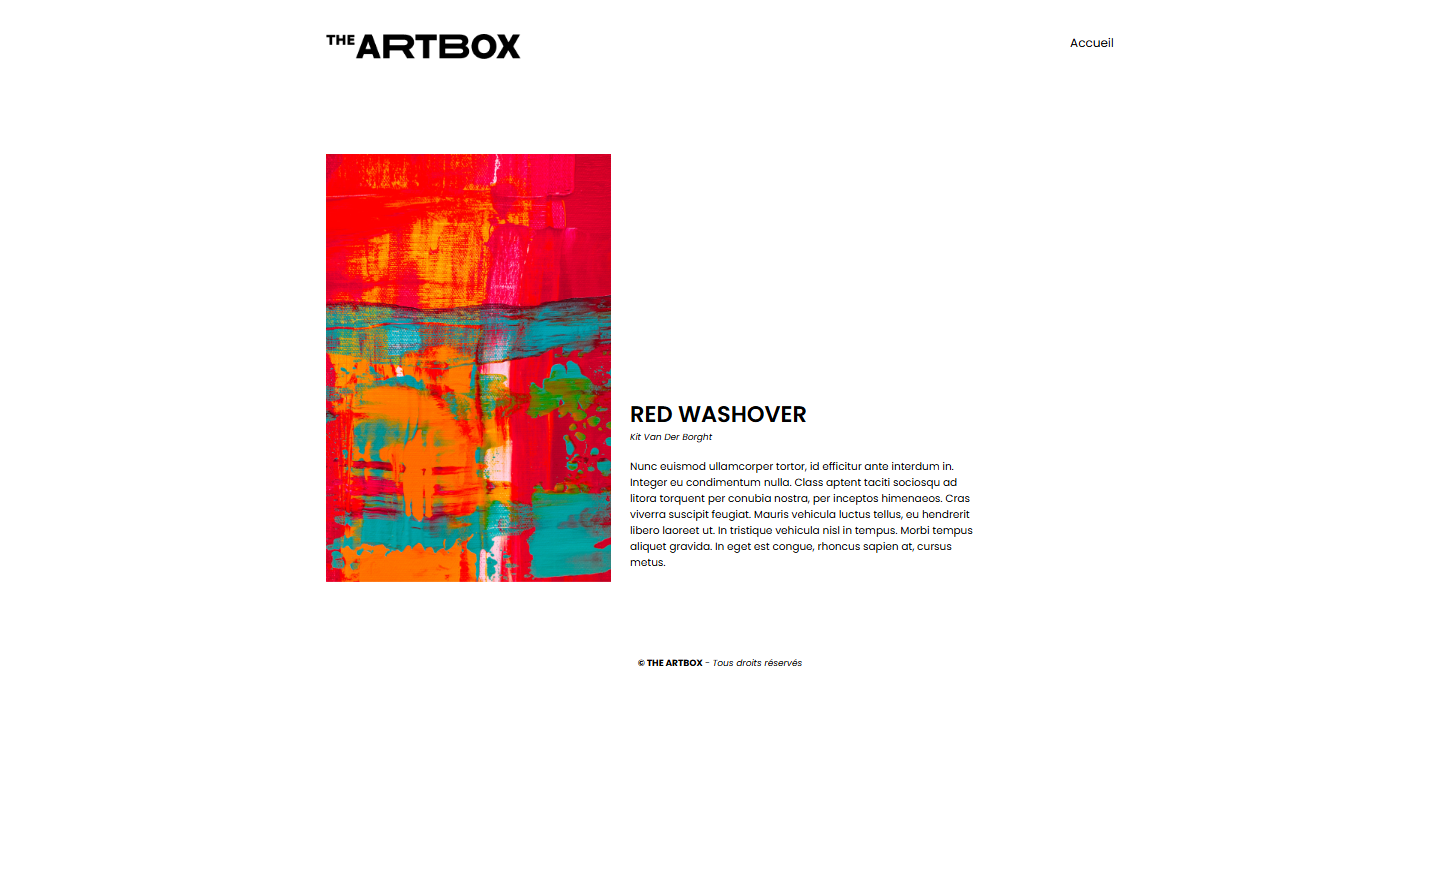 THE ARTBOX
Accueil
RED WASHOVER
Kit Van Der Borght
Nunc euismod ullamcorper tortor, id efficitur ante interdum in.
Integer eu condimentum nulla. Class aptent taciti sociosqu ad
litora torquent per conubia nostra, per inceptos himenaeos. Cras
viverra suscipit feugiat. Mauris vehicula luctus tellus, eu hendrerit
libero laoreet ut. In tristique vehicula nisl in tempus. Morbi tempus
aliquet gravida. In eget est congue, rhoncus sapien at, cursus
metus.
© THE ARTBOX - Tous droits réservés